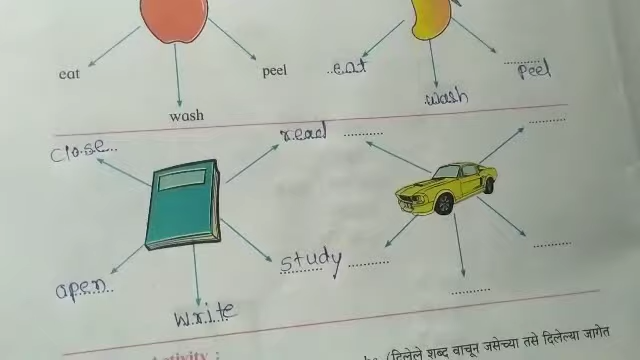 eat
peel
wash
eat
peel
wash
close
read
open
study
write
Activity :
(दिलेले शब्द वाचून जसेच्या तसे दिलेल्या जागेत